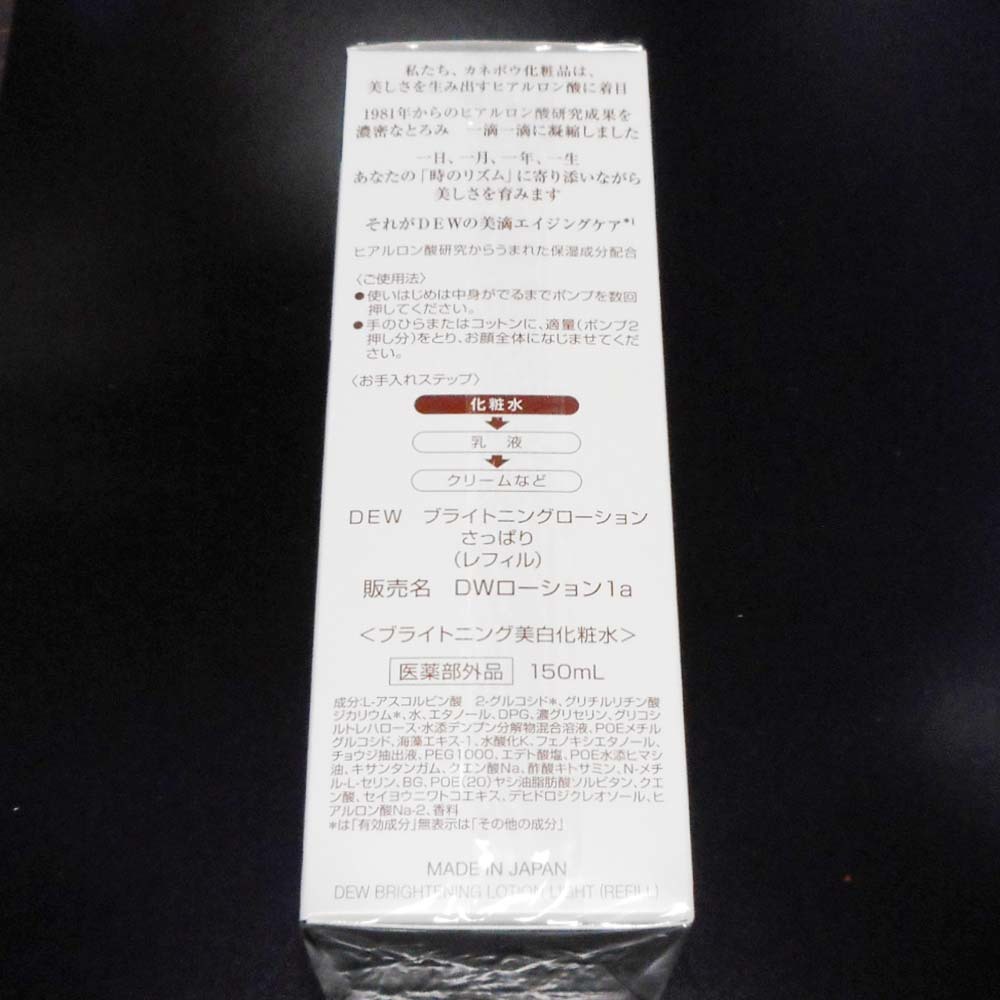 私たち、カネボウ化粧品は、
美しさを生み出すヒアルロン酸に着目
1981年からのヒアルロン酸研究成果を
濃密なとろみ　一滴一滴に凝縮しました
一日、一月、一年、一生
あなたの「時のリズム」に寄り添いながら
美しさを育みます
それがDEWの美滴エイジングケア*1
ヒアルロン酸研究からうまれた保湿成分配合
〈ご使用法〉
●使いはじめは中身がでるまでポンプを数回
押してください。
●手のひらまたはコットンに、適量(ポンプ2
押し分)をとり、お顔全体になじませてくだ
さい。
〈お手入れステップ〉
化粧水
乳　液
クリームなど
DEW　ブライトニングローション
さっぱり
(レフィル)
販売名　DWローション1a
＜ブライトニング美白化粧水＞
医薬部外品　150mL
成分:L-アスコルビン酸　2-グルコシド*、グリチルリチン酸
ジカリウム*、水、エタノール、DPG、濃グリセリン、グリコシ
ルトレハロース・水添デンプン分解物混合溶液、POEメチル
グルコシド、海藻エキス-1、水酸化K、フェノキシエタノール、
チョウジ抽出液、PEG1000、エデト酸塩、POE水添ヒマシ
油、キサンタンガム、クエン酸Na、酢酸キトサミン、N-メチ
ル-L-セリン、BG、POE(20)ヤシ油脂肪酸ソルビタン、クエ
ン酸、セイヨウニワトコエキス、デヒドロジクレオソール、ヒ
アルロン酸Na-2、香料
*は「有効成分」無表示は「その他の成分」
MADE IN JAPAN
DEW BRIGHTENING LOTION LIGHT (REFILL)